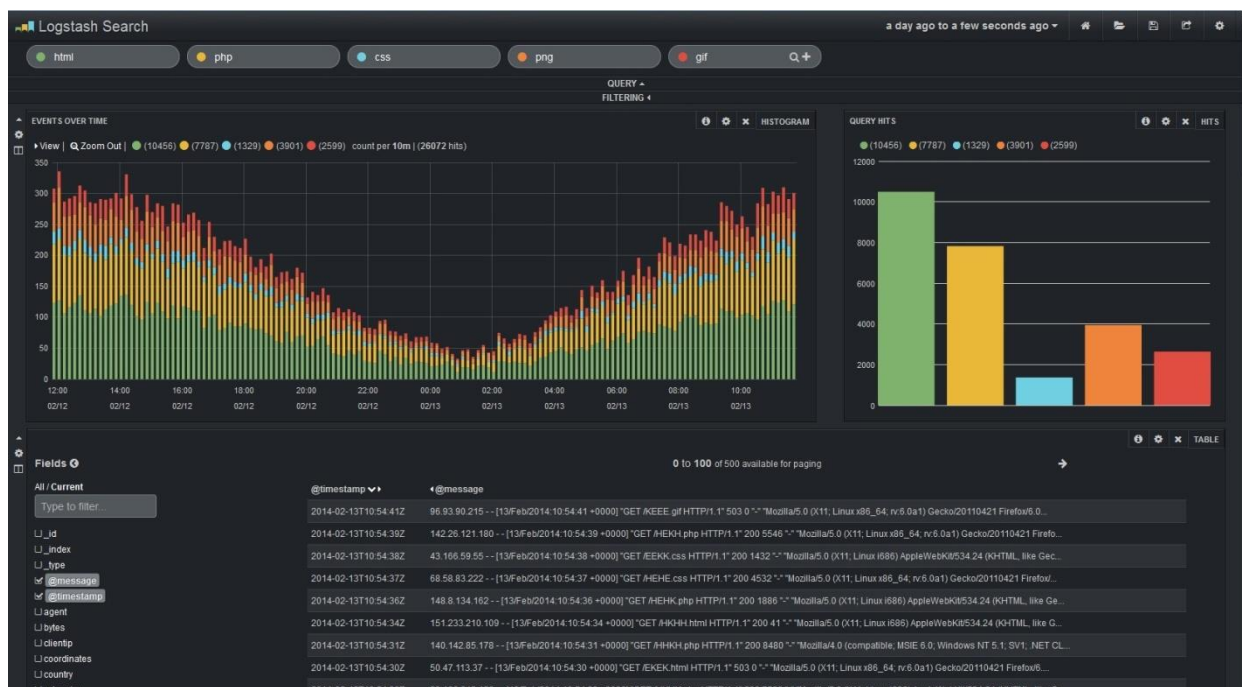 Logstash Search
a day ago to a few seconds ago
html
php
css
png
gif
QUERY
FILTERING
EVENTS OVER TIME
HISTOGRAM
View | Zoom Out | (10456) (7787) (1329) (3901) (2599) count per 10m | (26072 hits)
350
300
250
200
150
100
50
0
12:00 14:00 16:00 18:00 20:00 22:00 00:00 02:00 04:00 06:00 08:00 10:00
02/12 02/12 02/12 02/12 02/12 02/12 02/13 02/13 02/13 02/13 02/13 02/13
QUERY HITS
HITS
(10456) (7787) (1329) (3901) (2599)
12000
10000
8000
6000
4000
2000
0
TABLE
Fields
0 to 100 of 500 available for paging
All / Current
Type to filter...
_id
_index
_type
@message
@timestamp
agent
bytes
clientip
coordinates
country
@timestamp @message
2014-02-13T10:54:41Z 96.93.90.215 - - [13/Feb/2014:10:54:41 +0000] "GET /KEEE.gif HTTP/1.1" 503 0 "-" "Mozilla/5.0 (X11; Linux x86_64; rv:6.0a1) Gecko/20110421 Firefox/6.0...
2014-02-13T10:54:39Z 142.26.121.180 - - [13/Feb/2014:10:54:39 +0000] "GET /HEKH.php HTTP/1.1" 200 5546 "-" "Mozilla/5.0 (X11; Linux x86_64; rv:6.0a1) Gecko/20110421 Firefo...
2014-02-13T10:54:38Z 43.166.59.55 - - [13/Feb/2014:10:54:38 +0000] "GET /EEKK.css HTTP/1.1" 200 1432 "-" "Mozilla/5.0 (X11; Linux i686) AppleWebKit/534.24 (KHTML, like Gec...
2014-02-13T10:54:37Z 68.58.83.222 - - [13/Feb/2014:10:54:37 +0000] "GET /HEHE.css HTTP/1.1" 200 4532 "-" "Mozilla/5.0 (X11; Linux x86_64; rv:6.0a1) Gecko/20110421 Firefox/...
2014-02-13T10:54:36Z 148.8.134.162 - - [13/Feb/2014:10:54:36 +0000] "GET /HEHK.php HTTP/1.1" 200 1886 "-" "Mozilla/5.0 (X11; Linux i686) AppleWebKit/534.24 (KHTML, like Ge...
2014-02-13T10:54:34Z 151.233.210.109 - - [13/Feb/2014:10:54:34 +0000] "GET /HKHH.html HTTP/1.1" 200 41 "-" "Mozilla/5.0 (X11; Linux i686) AppleWebKit/534.24 (KHTML, like G...
2014-02-13T10:54:31Z 140.142.85.178 - - [13/Feb/2014:10:54:31 +0000] "GET /HHKH.php HTTP/1.1" 200 8480 "-" "Mozilla/4.0 (compatible; MSIE 6.0; Windows NT 5.1; SV1; .NET CL...
2014-02-13T10:54:30Z 50.47.113.37 - - [13/Feb/2014:10:54:30 +0000] "GET /EKEK.html HTTP/1.1" 503 0 "-" "Mozilla/5.0 (X11; Linux x86_64; rv:6.0a1) Gecko/20110421 Firefox/6....